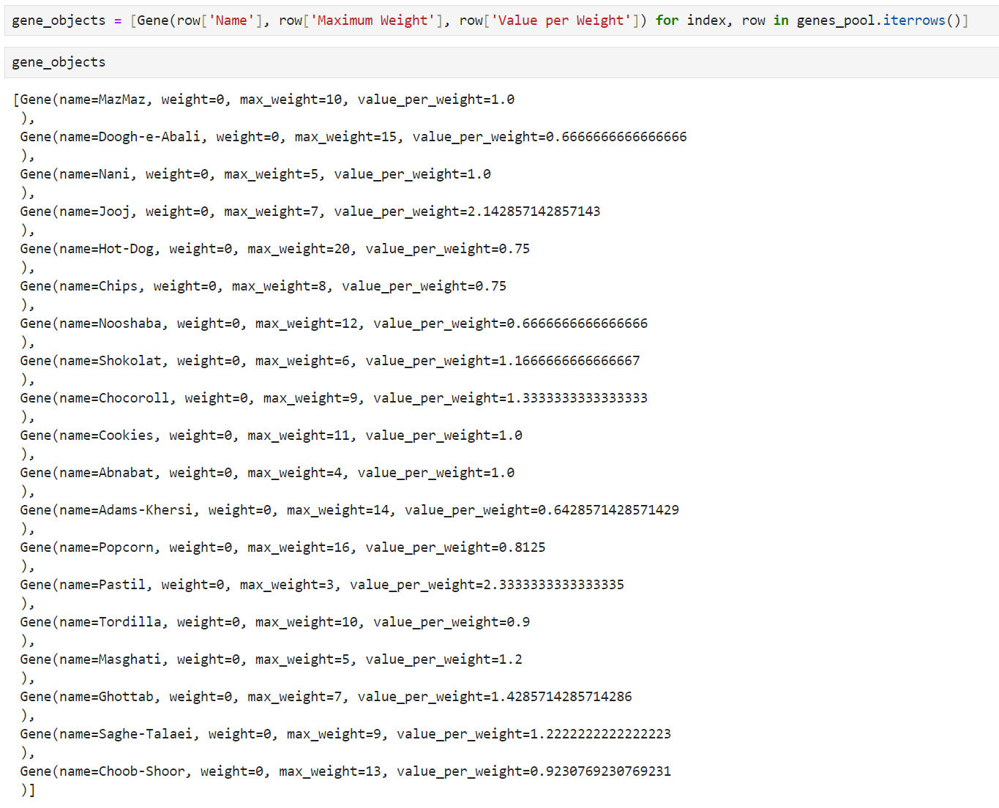 gene_objects = [Gene(row['Name'], row['Maximum Weight'], row['Value per Weight']) for index, row in genes_pool.iterrows()]
gene_objects
[Gene(name=MazMaz, weight=0, max_weight=10, value_per_weight=1.0
 ),
 Gene(name=Doogh-e-Abali, weight=0, max_weight=15, value_per_weight=0.6666666666666666
 ),
 Gene(name=Nani, weight=0, max_weight=5, value_per_weight=1.0
 ),
 Gene(name=Jooj, weight=0, max_weight=7, value_per_weight=2.142857142857143
 ),
 Gene(name=Hot-Dog, weight=0, max_weight=20, value_per_weight=0.75
 ),
 Gene(name=Chips, weight=0, max_weight=8, value_per_weight=0.75
 ),
 Gene(name=Nooshaba, weight=0, max_weight=12, value_per_weight=0.6666666666666666
 ),
 Gene(name=Shokolat, weight=0, max_weight=6, value_per_weight=1.1666666666666667
 ),
 Gene(name=Chocoroll, weight=0, max_weight=9, value_per_weight=1.3333333333333333
 ),
 Gene(name=Cookies, weight=0, max_weight=11, value_per_weight=1.0
 ),
 Gene(name=Abnabat, weight=0, max_weight=4, value_per_weight=1.0
 ),
 Gene(name=Adams-Khersi, weight=0, max_weight=14, value_per_weight=0.6428571428571429
 ),
 Gene(name=Popcorn, weight=0, max_weight=16, value_per_weight=0.8125
 ),
 Gene(name=Pastil, weight=0, max_weight=3, value_per_weight=2.3333333333333335
 ),
 Gene(name=Tordilla, weight=0, max_weight=10, value_per_weight=0.9
 ),
 Gene(name=Masghati, weight=0, max_weight=5, value_per_weight=1.2
 ),
 Gene(name=Ghottab, weight=0, max_weight=7, value_per_weight=1.4285714285714286
 ),
 Gene(name=Saghe-Talaei, weight=0, max_weight=9, value_per_weight=1.2222222222222223
 ),
 Gene(name=Choob-Shoor, weight=0, max_weight=13, value_per_weight=0.9230769230769231
 )]